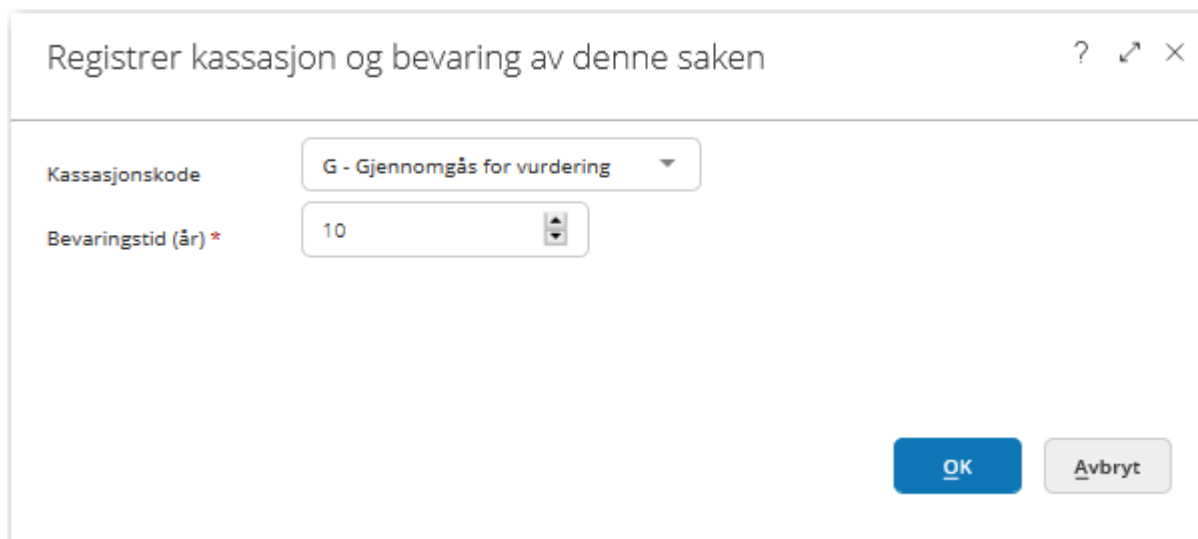 Registrer kassasjon og bevaring av denne saken ?
Kassasjonskode G - Gjennomgås for vurdering
Bevaringstid (år) * 10
OK Avbryt